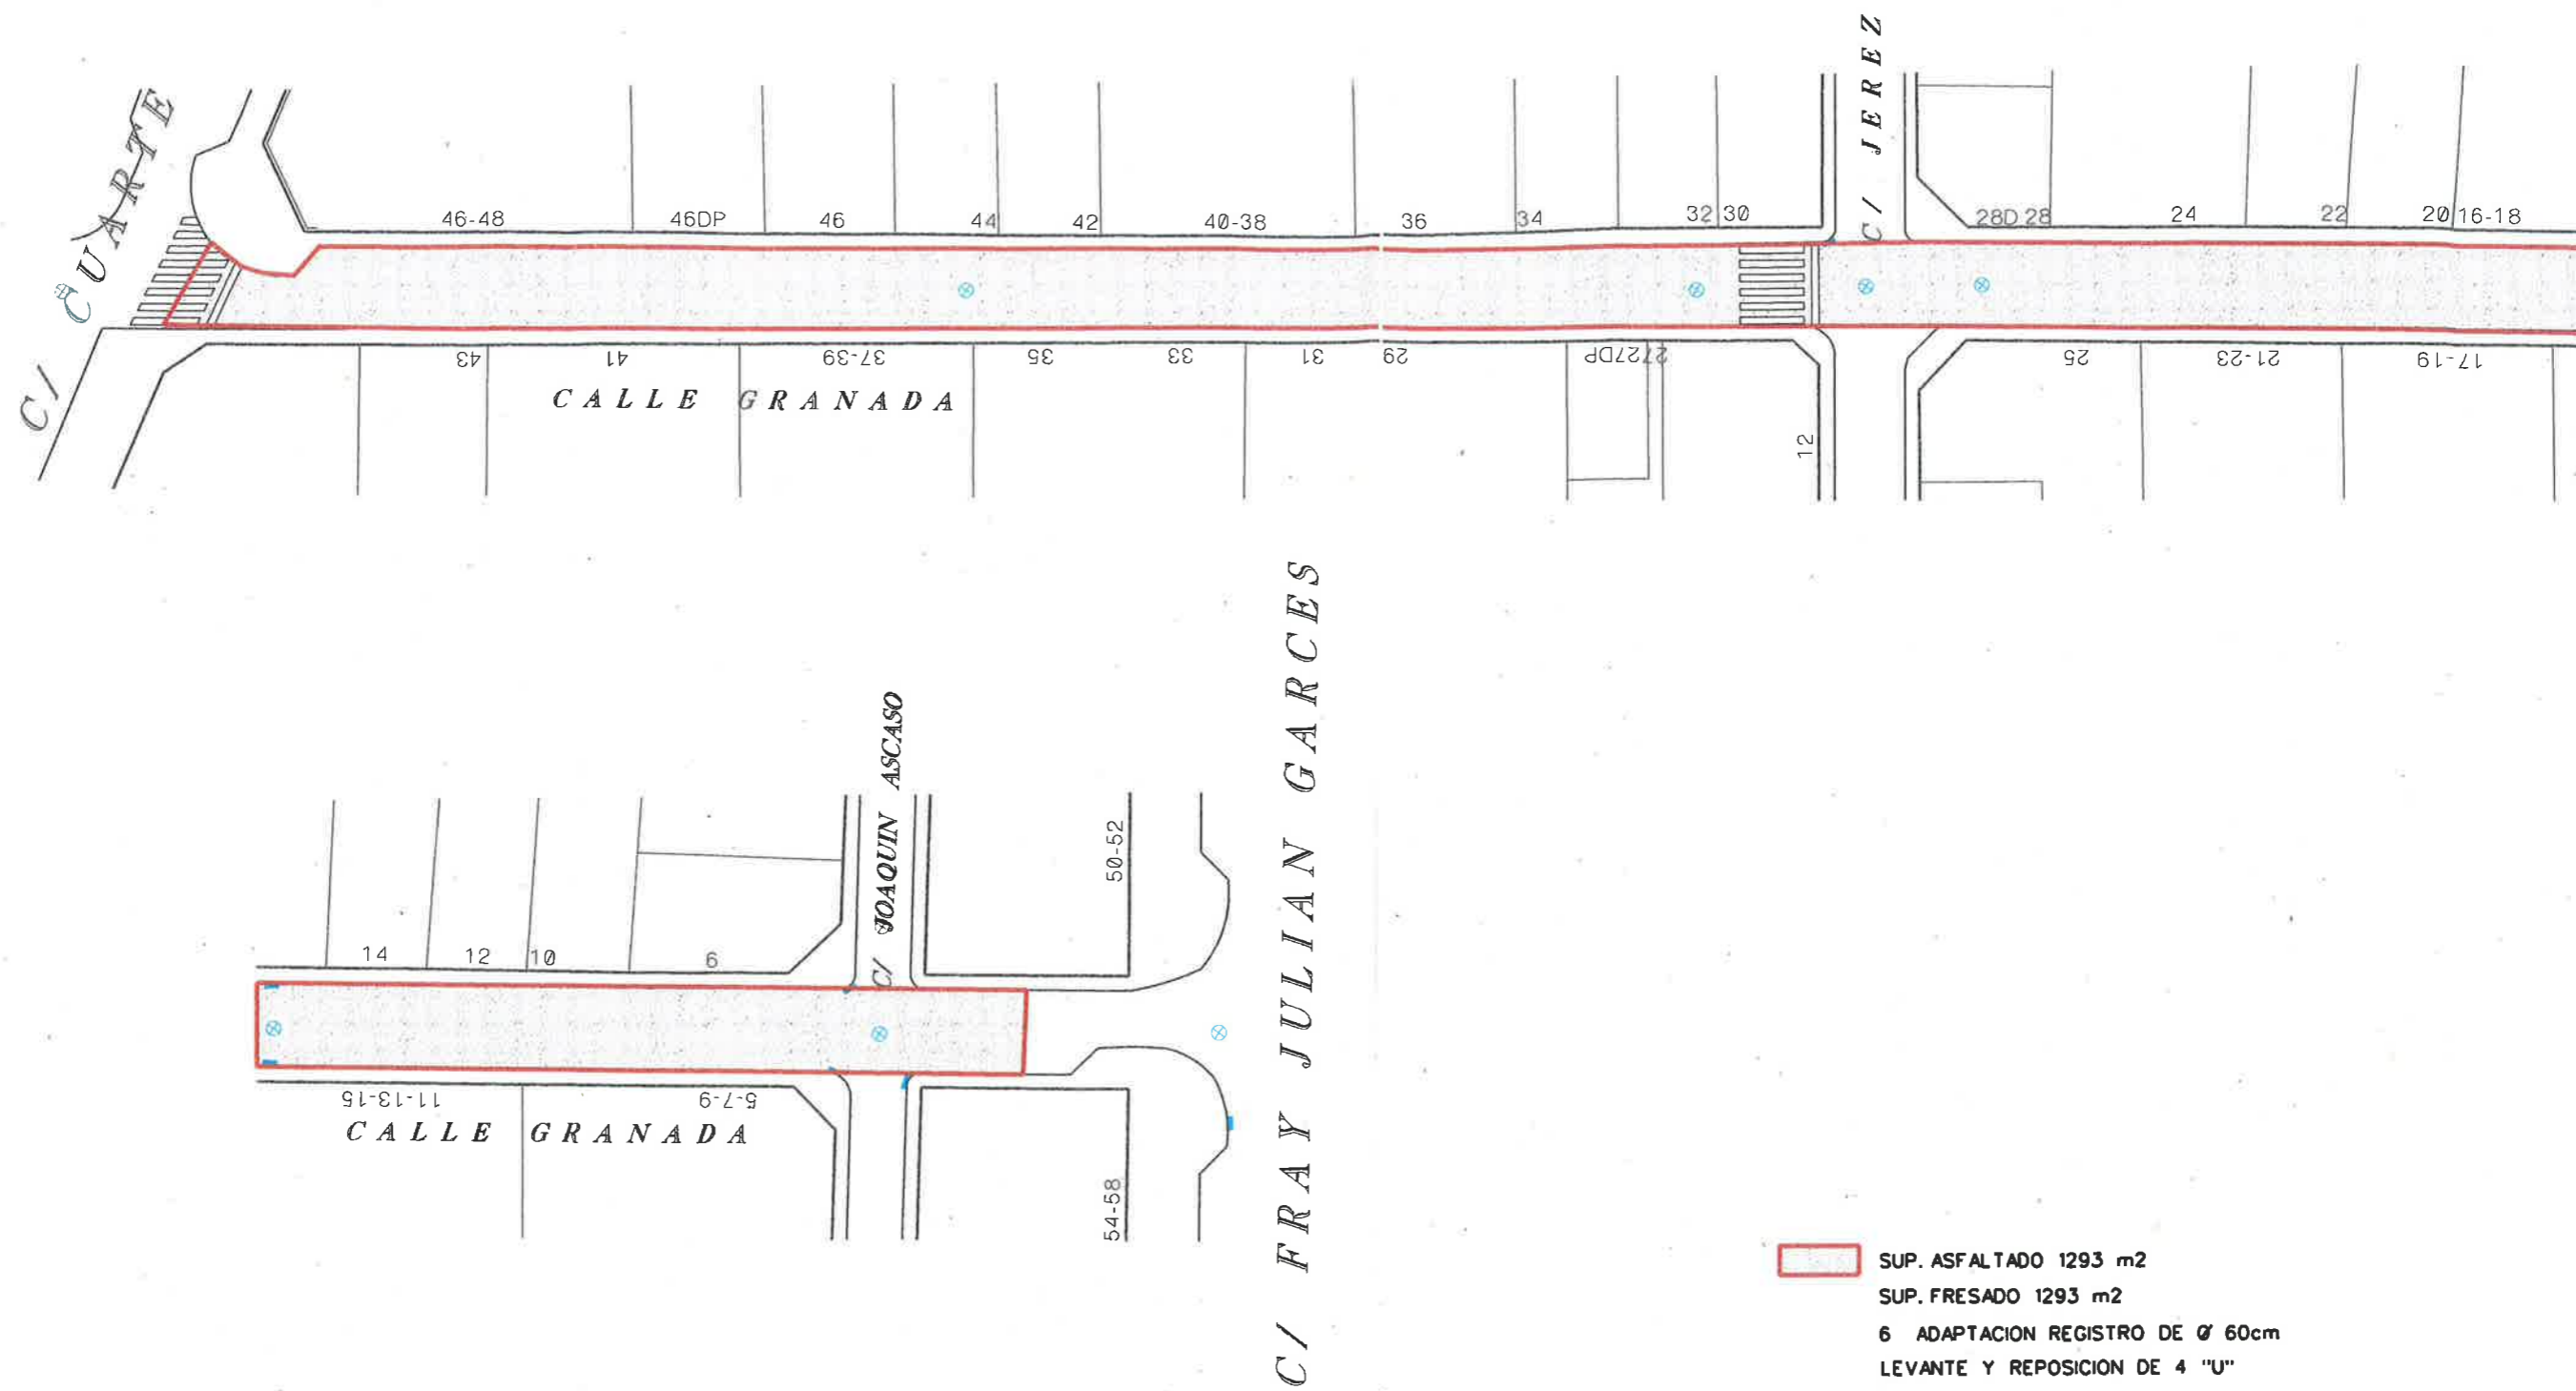 C/ CUARTE
C/ JEREZ
46-48 46DP 46 44 42 40-38 36 34 32 30 28D 28 24 22 20 16-18
43 41 37-39 35 33 31 29 27DP 27 25 21-23 17-19
CALLE GRANADA
12
C/ JOAQUIN ASCASO
C/ FRAY JULIAN GARCES
50-52
14 12 10 6
11-13-15 5-7-9
CALLE GRANADA
54-58
SUP. ASFALTADO 1293 m2
SUP. FRESADO 1293 m2
6 ADAPTACION REGISTRO DE Ø 60cm
LEVANTE Y REPOSICION DE 4 "U"